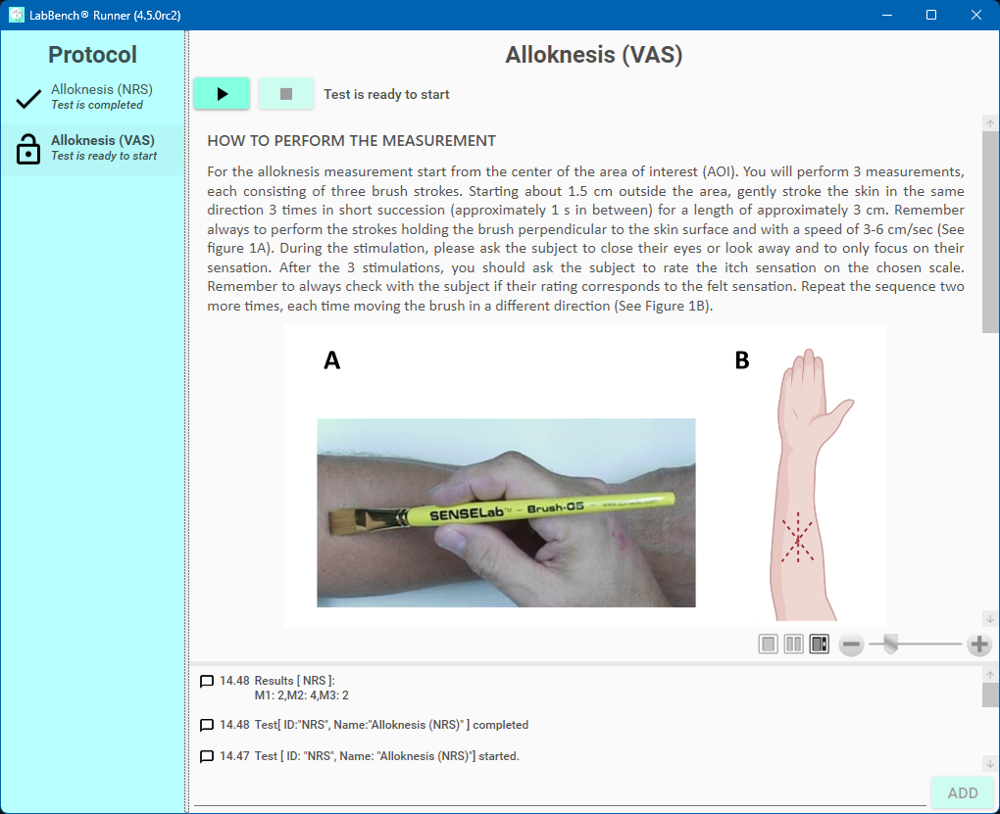 LabBench® Runner (4.5.0rc2)
Protocol
Alloknesis (NRS)
Test is completed
Alloknesis (VAS)
Test is ready to start
Alloknesis (VAS)
Test is ready to start
HOW TO PERFORM THE MEASUREMENT
For the alloknesis measurement start from the center of the area of interest (AOI). You will perform 3 measurements,
each consisting of three brush strokes. Starting about 1.5 cm outside the area, gently stroke the skin in the same
direction 3 times in short succession (approximately 1 s in between) for a length of approximately 3 cm. Remember
always to perform the strokes holding the brush perpendicular to the skin surface and with a speed of 3-6 cm/sec (See
figure 1A). During the stimulation, please ask the subject to close their eyes or look away and to only focus on their
sensation. After the 3 stimulations, you should ask the subject to rate the itch sensation on the chosen scale.
Remember to always check with the subject if their rating corresponds to the felt sensation. Repeat the sequence two
more times, each time moving the brush in a different direction (See Figure 1B).
A
B
SENSELab™ – Brush-05
14.48 Results [ NRS ]:
M1: 2,M2: 4,M3: 2
14.48 Test[ ID:"NRS", Name:"Alloknesis (NRS)" ] completed
14.47 Test [ ID: "NRS", Name: "Alloknesis (NRS)"] started.
ADD